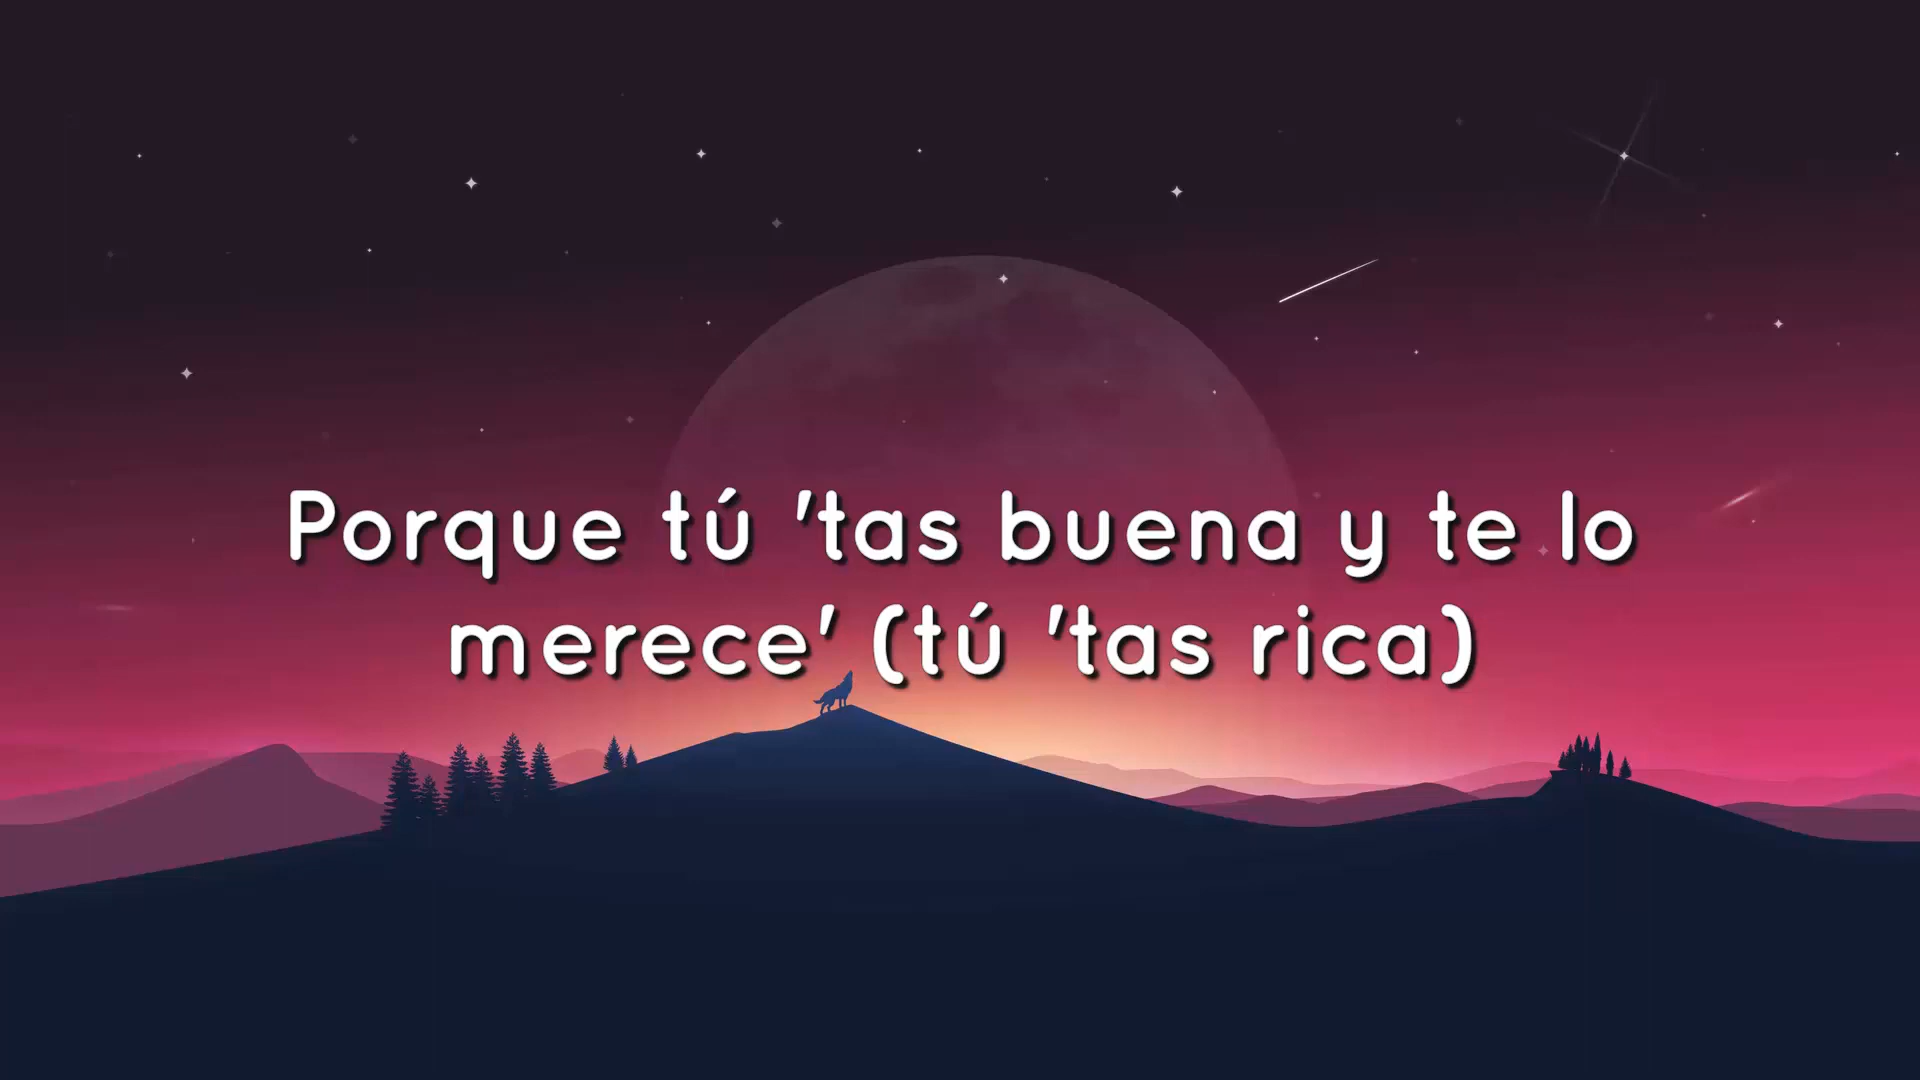 Porque tú 'tas buena y te lo
merece' (tú 'tas rica)